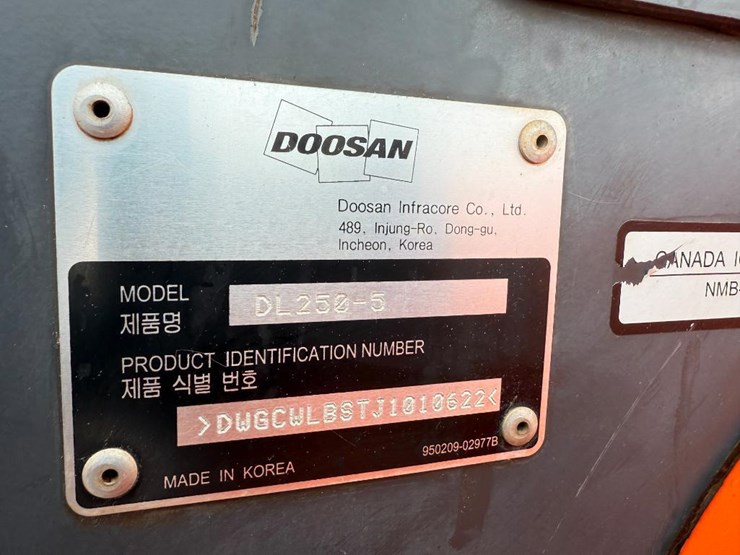 DOOSAN
Doosan Infracore Co., Ltd.
489, Injung-Ro, Dong-gu,
Incheon, Korea
MODEL
제품명
DL250-5
PRODUCT IDENTIFICATION NUMBER
제품 식별 번호
>DWGCWLBSTJ1010622<
MADE IN KOREA
950209-02977B
CANADA
NMB-